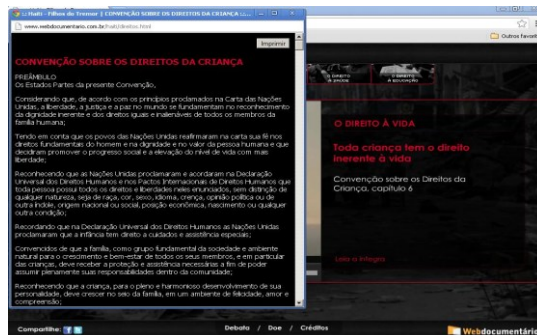 :: Haiti - Filhos do Tremor | CONVENÇÃO SOBRE OS DIREITOS DA CRIANÇA ::
www.webdocumentario.com.br/haiti/direitos.html
Outros favorit
Imprimir
CONVENÇÃO SOBRE OS DIREITOS DA CRIANÇA
PREÂMBULO
Os Estados Partes da presente Convenção,
Considerando que, de acordo com os princípios proclamados na Carta das Nações
Unidas, a liberdade, a justiça e a paz no mundo se fundamentam no reconhecimento
da dignidade inerente e dos direitos iguais e inalienáveis de todos os membros da
família humana;
Tendo em conta que os povos das Nações Unidas reafirmaram na carta sua fé nos
direitos fundamentais do homem e na dignidade e no valor da pessoa humana e que
decidiram promover o progresso social e a elevação do nível de vida com mais
liberdade;
Reconhecendo que as Nações Unidas proclamaram e acordaram na Declaração
Universal dos Direitos Humanos e nos Pactos Internacionais de Direitos Humanos que
toda pessoa possui todos os direitos e liberdades neles enunciados, sem distinção de
qualquer natureza, seja de raça, cor, sexo, idioma, crença, opinião política ou de
outra índole, origem nacional ou social, posição econômica, nascimento ou qualquer
outra condição;
Recordando que na Declaração Universal dos Direitos Humanos as Nações Unidas
proclamaram que a infância tem direito a cuidados e assistência especiais;
Convencidos de que a família, como grupo fundamental da sociedade e ambiente
natural para o crescimento e bem-estar de todos os seus membros, e em particular
das crianças, deve receber a proteção e assistência necessárias a fim de poder
assumir plenamente suas responsabilidades dentro da comunidade;
Reconhecendo que a criança, para o pleno e harmonioso desenvolvimento de sua
personalidade, deve crescer no seio da família, em um ambiente de felicidade, amor e
compreensão;
O DIREITO
À SAÚDE
O DIREITO
À EDUCAÇÃO
O DIREITO À VIDA
Toda criança tem o direito
inerente à vida
Convenção sobre os Direitos da
Criança, capítulo 6
Leia a íntegra
Compartilhe:
Debata / Doe / Créditos
Webdocumentário